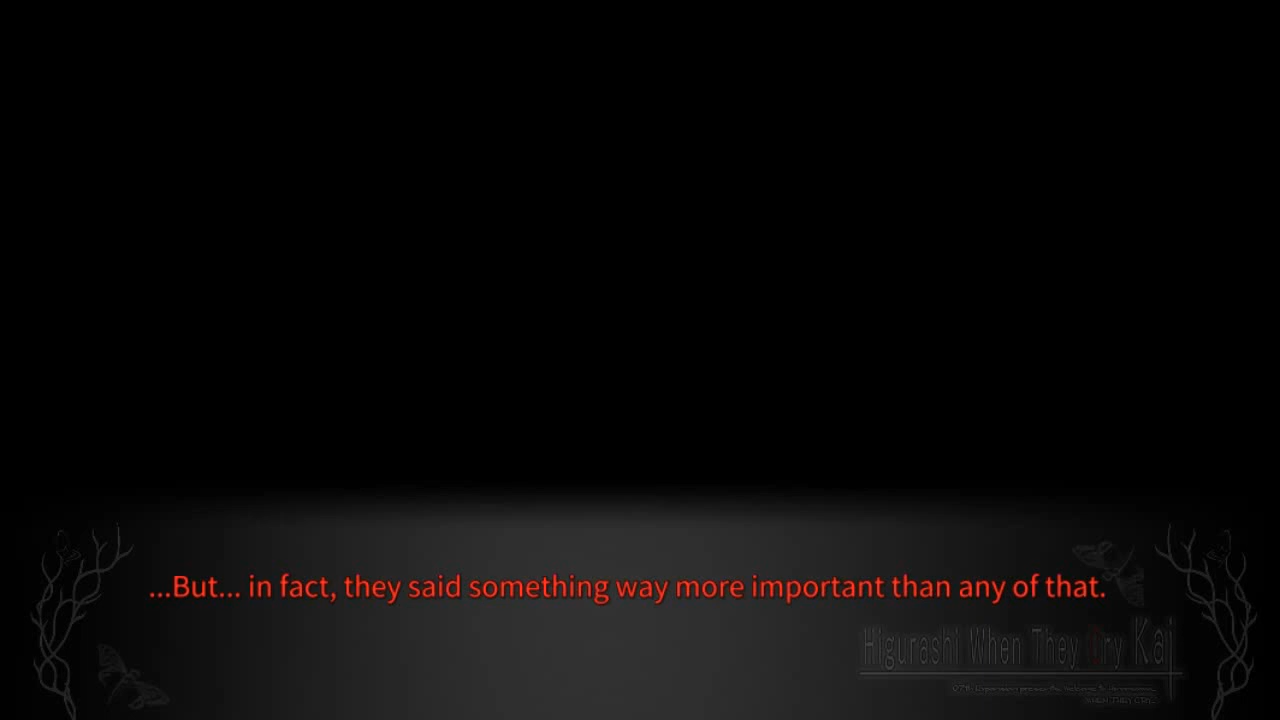 ...But... in fact, they said something way more important than any of that.
Higurashi When They Cry Kai